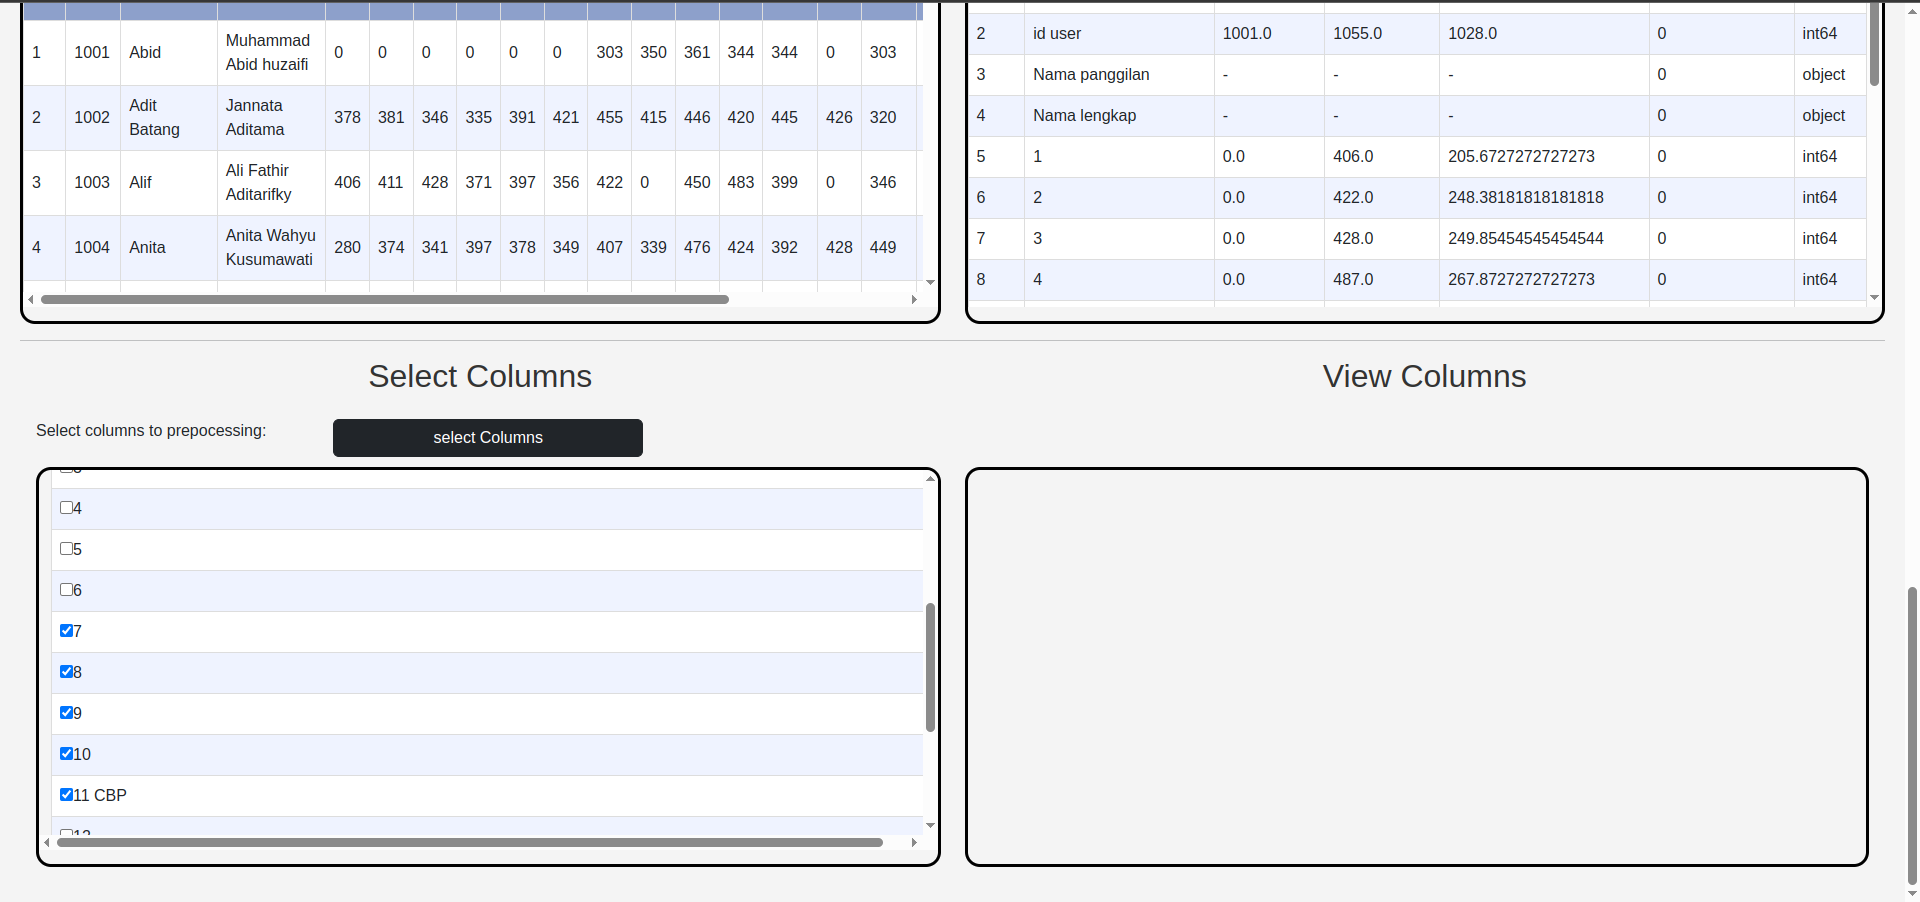 1 1001 Abid Muhammad Abid huzaifi 0 0 0 0 0 0 303 350 361 344 344 0 303
2 1002 Adit Batang Jannata Aditama 378 381 346 335 391 421 455 415 446 420 445 426 320
3 1003 Alif Ali Fathir Aditarifky 406 411 428 371 397 356 422 0 450 483 399 0 346
4 1004 Anita Anita Wahyu Kusumawati 280 374 341 397 378 349 407 339 476 424 392 428 449
2 id user 1001.0 1055.0 1028.0 0 int64
3 Nama panggilan - - - 0 object
4 Nama lengkap - - - 0 object
5 1 0.0 406.0 205.6727272727273 0 int64
6 2 0.0 422.0 248.38181818181818 0 int64
7 3 0.0 428.0 249.85454545454544 0 int64
8 4 0.0 487.0 267.8727272727273 0 int64
Select Columns
View Columns
Select columns to prepocessing:
select Columns
4
5
6
7
8
9
10
11 CBP
12